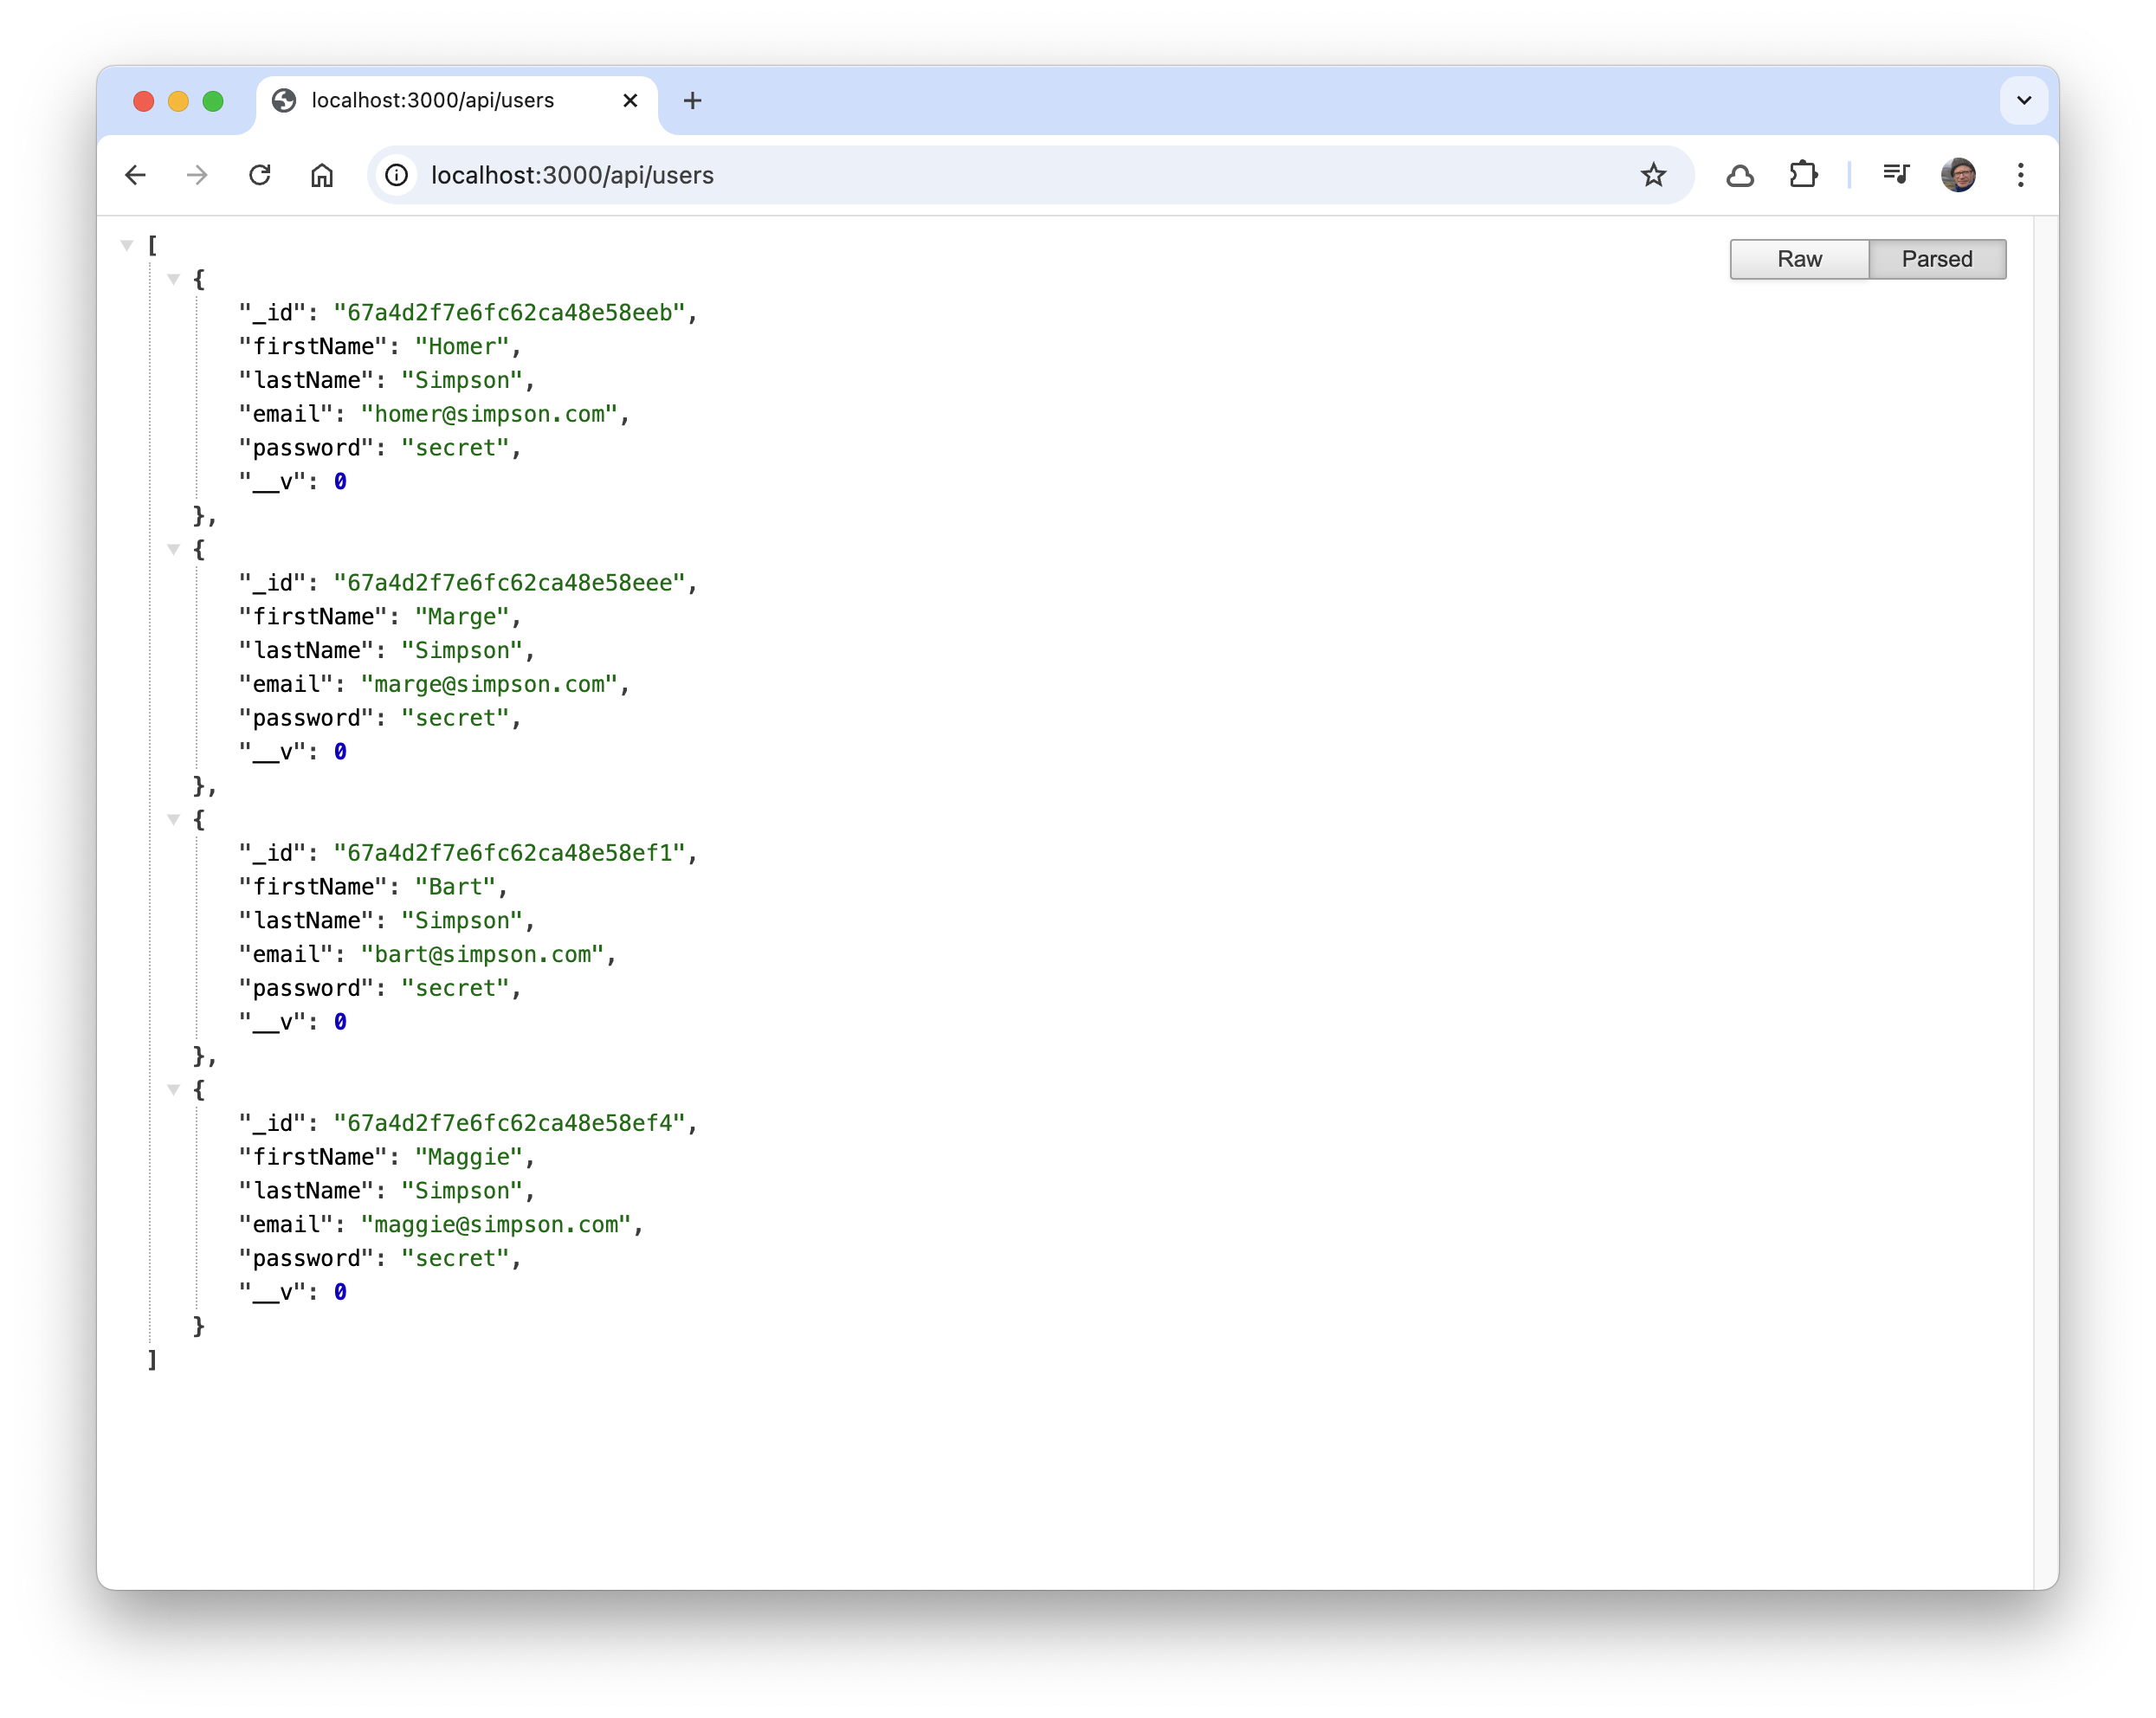 localhost:3000/api/users
localhost:3000/api/users
Raw Parsed
[
{
"_id": "67a4d2f7e6fc62ca48e58eeb",
"firstName": "Homer",
"lastName": "Simpson",
"email": "homer@simpson.com",
"password": "secret",
"__v": 0
},
{
"_id": "67a4d2f7e6fc62ca48e58eee",
"firstName": "Marge",
"lastName": "Simpson",
"email": "marge@simpson.com",
"password": "secret",
"__v": 0
},
{
"_id": "67a4d2f7e6fc62ca48e58ef1",
"firstName": "Bart",
"lastName": "Simpson",
"email": "bart@simpson.com",
"password": "secret",
"__v": 0
},
{
"_id": "67a4d2f7e6fc62ca48e58ef4",
"firstName": "Maggie",
"lastName": "Simpson",
"email": "maggie@simpson.com",
"password": "secret",
"__v": 0
}
]